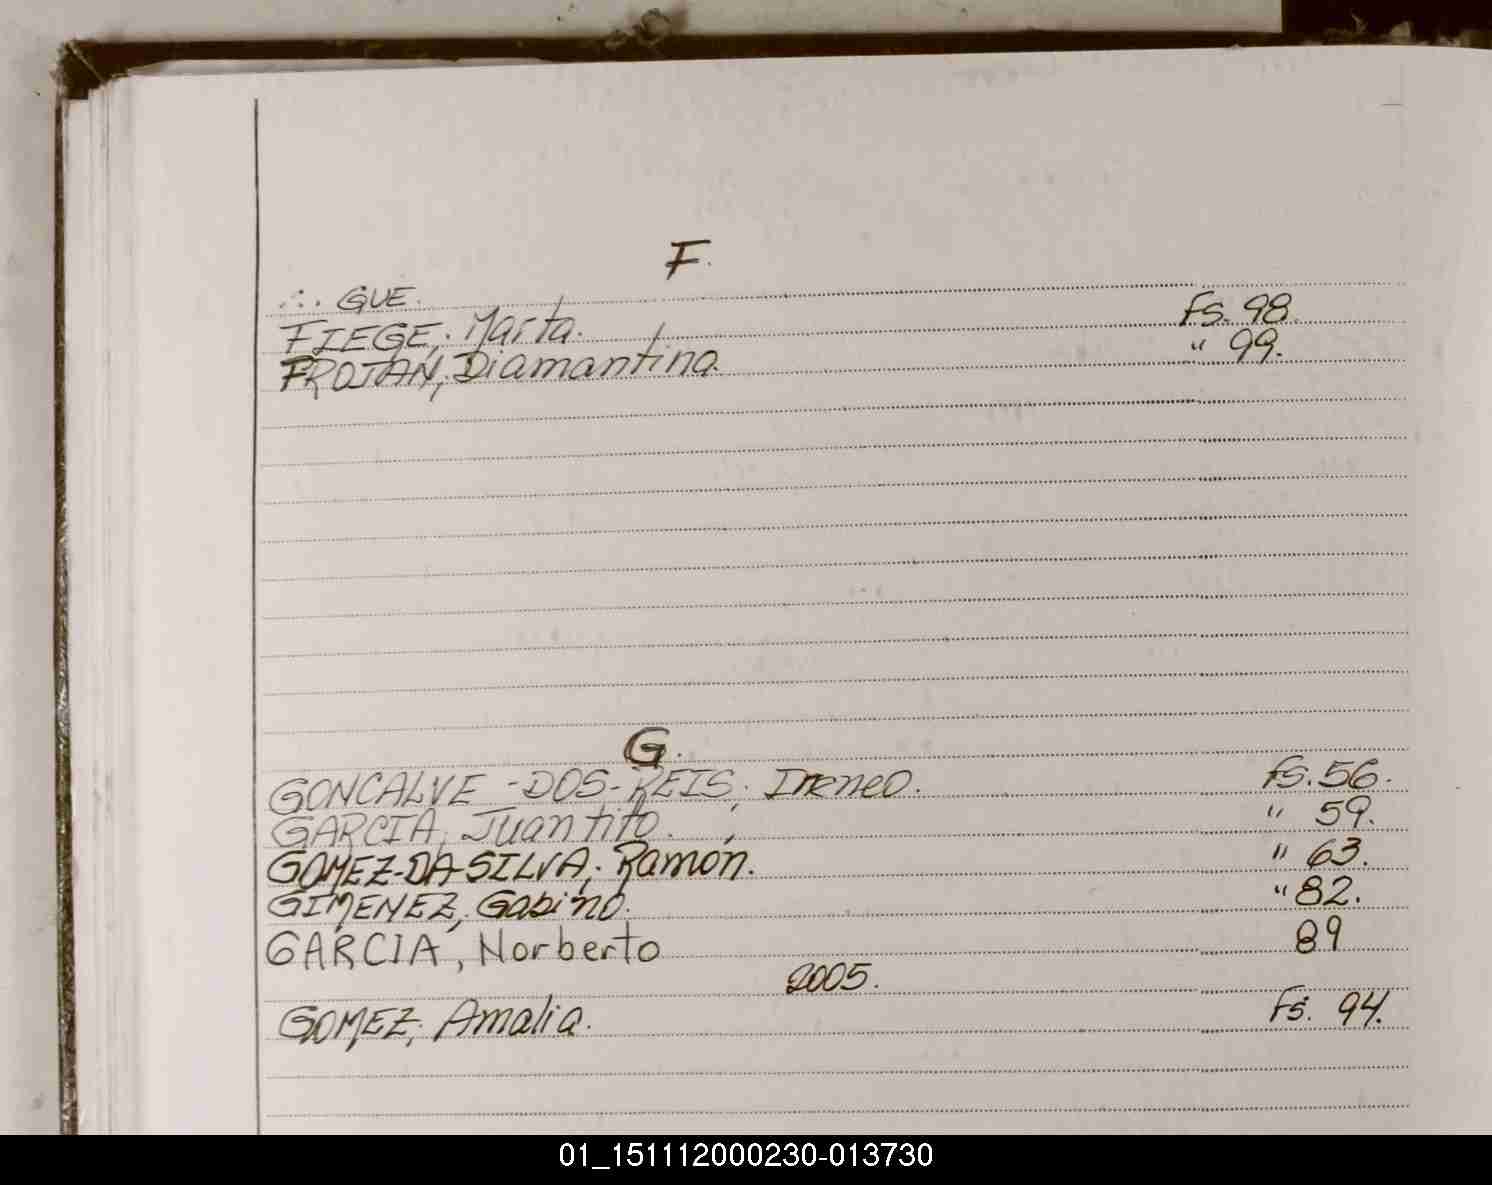 F.
GUE.
FIEGE; Marta. Fs. 98.
FROJAN; Diamantina. " 99.
G.
GONCALVE -DOS-REIS; Ireneo. Fs. 56.
GARCIA; Juantito. " 59.
GOMEZ-DA-SILVA; Ramón. " 63.
GIMENEZ, Gabino. " 82.
GARCIA, Norberto 89
2005.
GOMEZ; Amalia. Fs. 94.
01_151112000230-013730